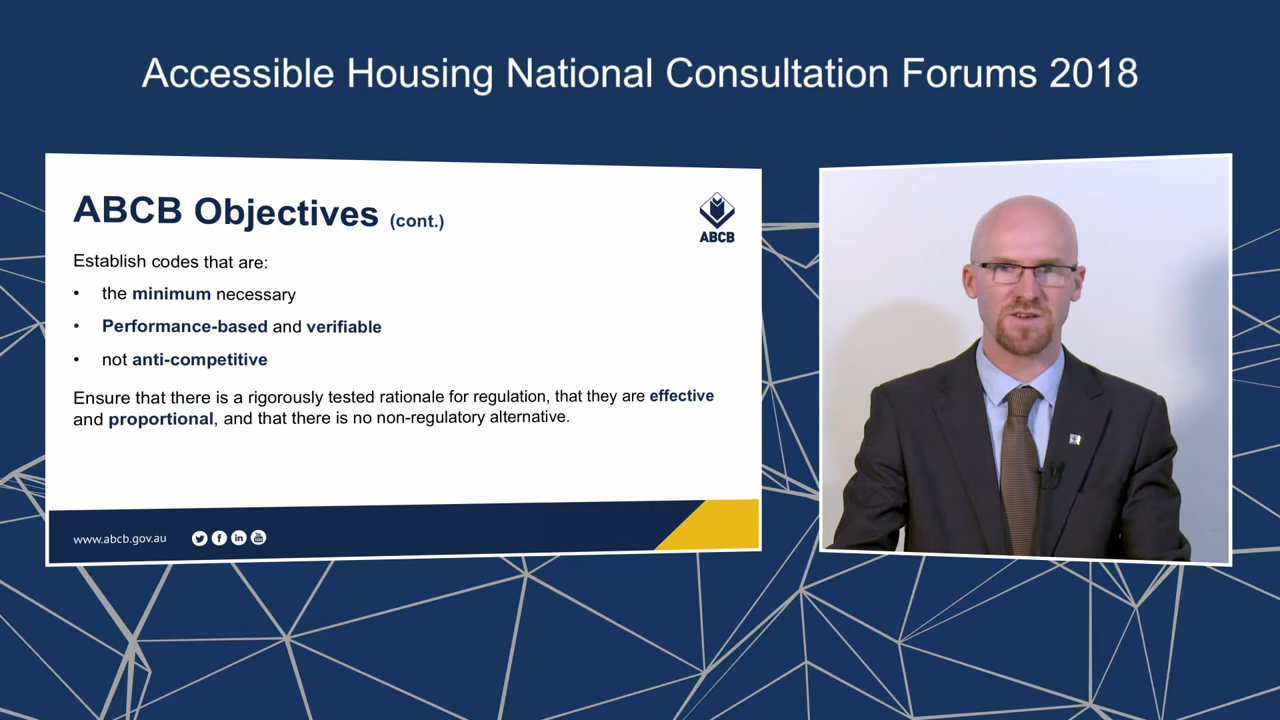 Accessible Housing National Consultation Forums 2018
ABCB Objectives (cont.)
ABCB
Establish codes that are:
• the minimum necessary
• Performance-based and verifiable
• not anti-competitive
Ensure that there is a rigorously tested rationale for regulation, that they are effective
and proportional, and that there is no non-regulatory alternative.
www.abcb.gov.au